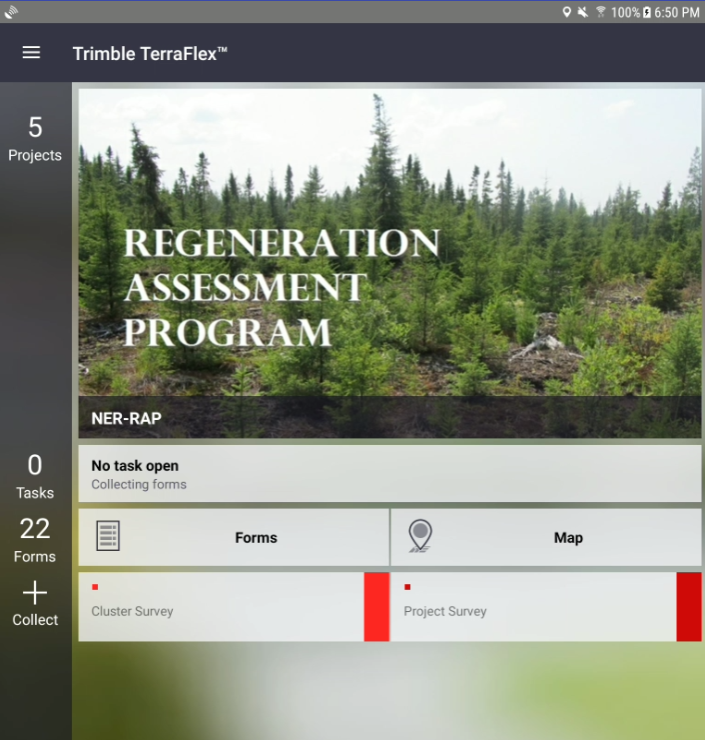 100% 6:50 PM
Trimble TerraFlex™
5
Projects
REGENERATION
ASSESSMENT
PROGRAM
NER-RAP
0
Tasks
No task open
Collecting forms
22
Forms
Forms
Map
Collect
Cluster Survey
Project Survey